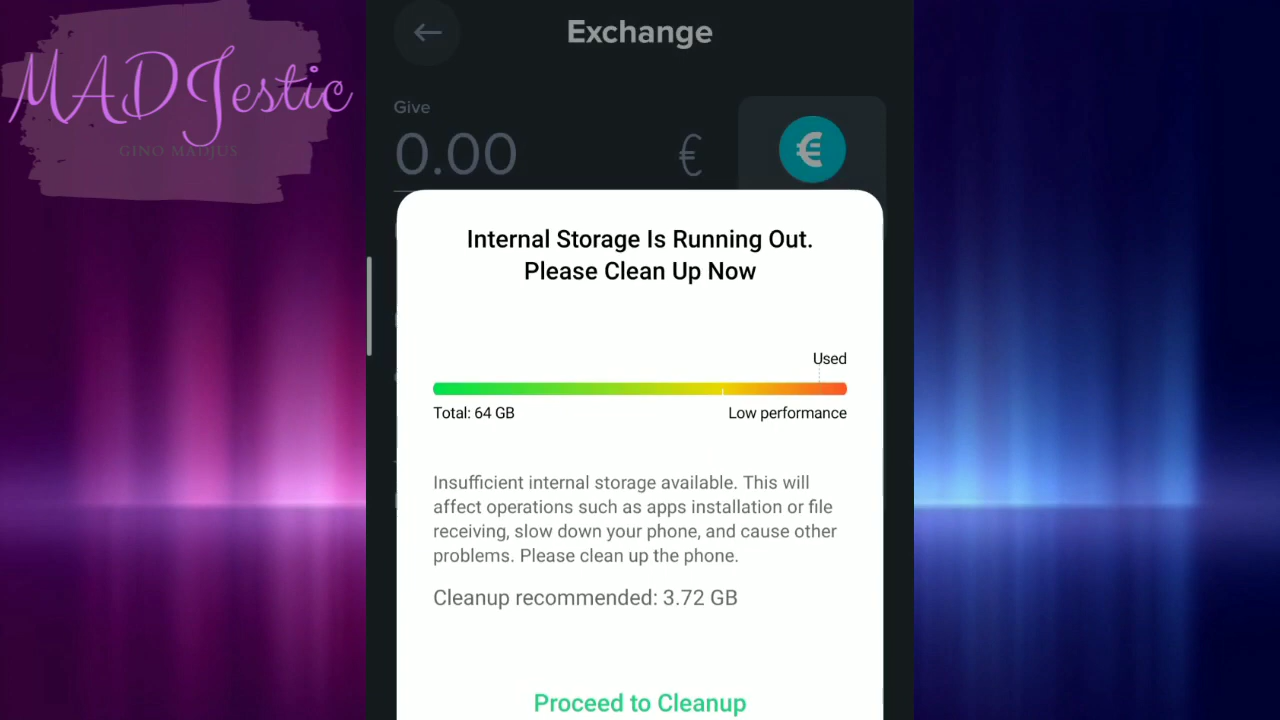 MADJestic
GINO MADJUS
Exchange
Give
0.00 € €
Internal Storage Is Running Out.
Please Clean Up Now
Used
Total: 64 GB
Low performance
Insufficient internal storage available. This will
affect operations such as apps installation or file
receiving, slow down your phone, and cause other
problems. Please clean up the phone.
Cleanup recommended: 3.72 GB
Proceed to Cleanup